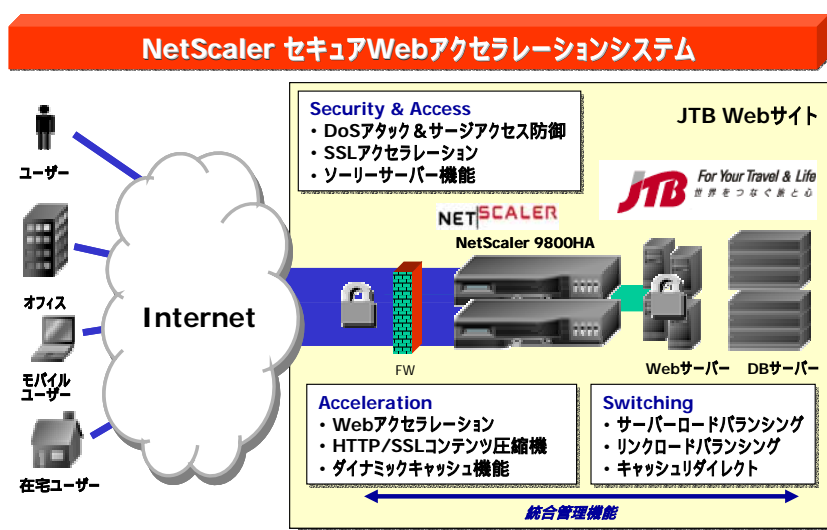 NetScaler セキュアWebアクセラレーションシステム
Security & Access
・ DoSアタック＆サージアクセス防御
・ SSLアクセラレーション
・ ソーリーサーバー機能
JTB Webサイト
JTB For Your Travel & Life
世界をつなぐ旅と心
NETSCALER
NetScaler 9800HA
ユーザー
オフィス
モバイル
ユーザー
在宅ユーザー
Internet
FW
Webサーバー
DBサーバー
Acceleration
・ Webアクセラレーション
・ HTTP/SSLコンテンツ圧縮機
・ ダイナミックキャッシュ機能
Switching
・ サーバーロードバランシング
・ リンクロードバランシング
・ キャッシュリダイレクト
統合管理機能